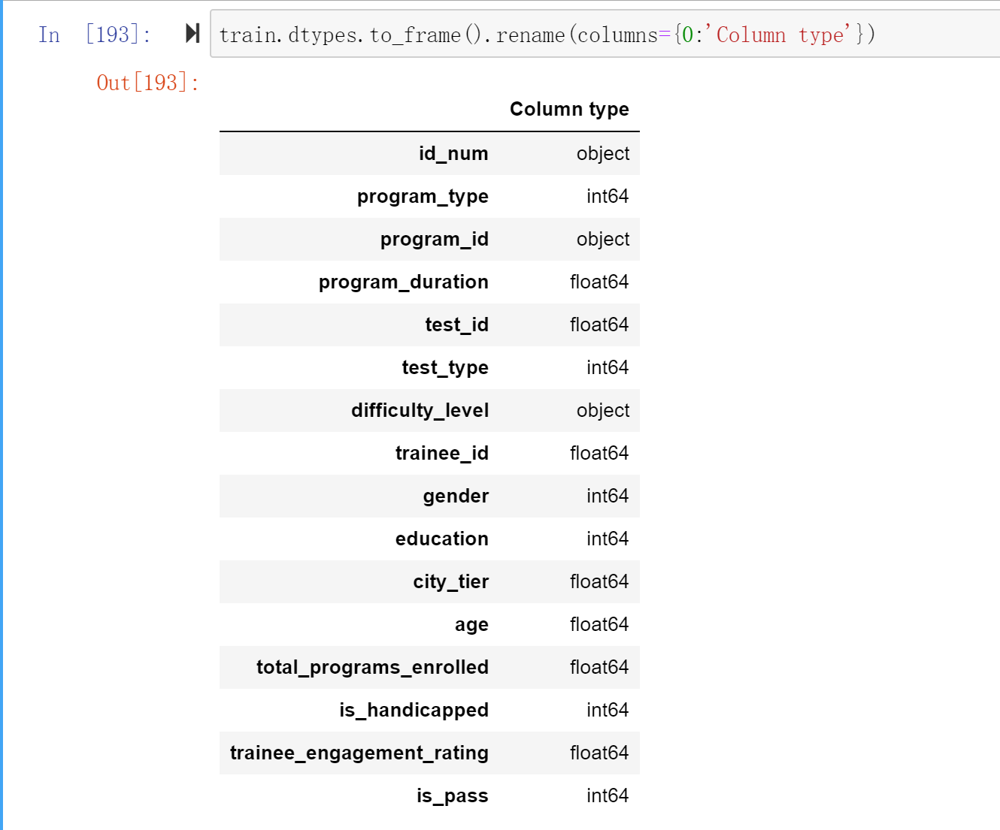 In [193]: train.dtypes.to_frame().rename(columns={0:'Column type'})
Out[193]:
Column type
id_num object
program_type int64
program_id object
program_duration float64
test_id float64
test_type int64
difficulty_level object
trainee_id float64
gender int64
education int64
city_tier float64
age float64
total_programs_enrolled float64
is_handicapped int64
trainee_engagement_rating float64
is_pass int64